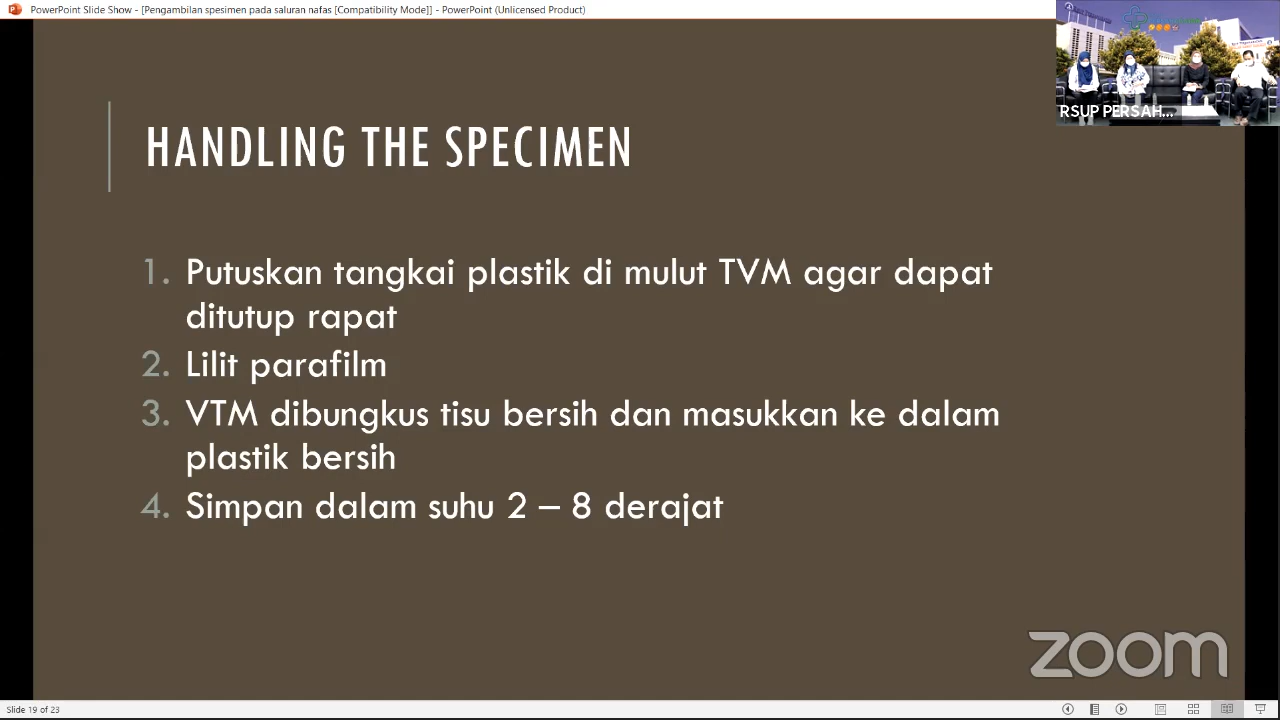 PowerPoint Slide Show - [Pengambilan spesimen pada saluran nafas [Compatibility Mode]] - PowerPoint (Unlicensed Product)
RSUP PERSAH...
HANDLING THE SPECIMEN
1. Putuskan tangkai plastik di mulut TVM agar dapat
ditutup rapat
2. Lilit parafilm
3. VTM dibungkus tisu bersih dan masukkan ke dalam
plastik bersih
4. Simpan dalam suhu 2 – 8 derajat
zoom
Slide 19 of 23